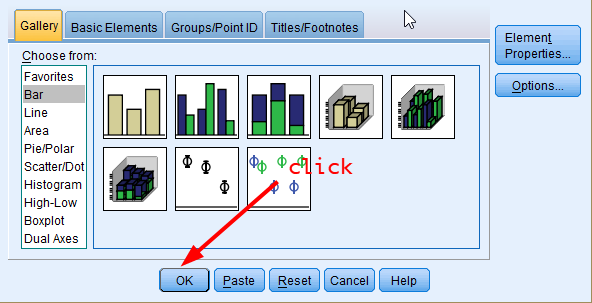 Gallery Basic Elements Groups/Point ID Titles/Footnotes
Choose from:
Favorites
Bar
Line
Area
Pie/Polar
Scatter/Dot
Histogram
High-Low
Boxplot
Dual Axes
click
Element
Properties...
Options...
OK Paste Reset Cancel Help